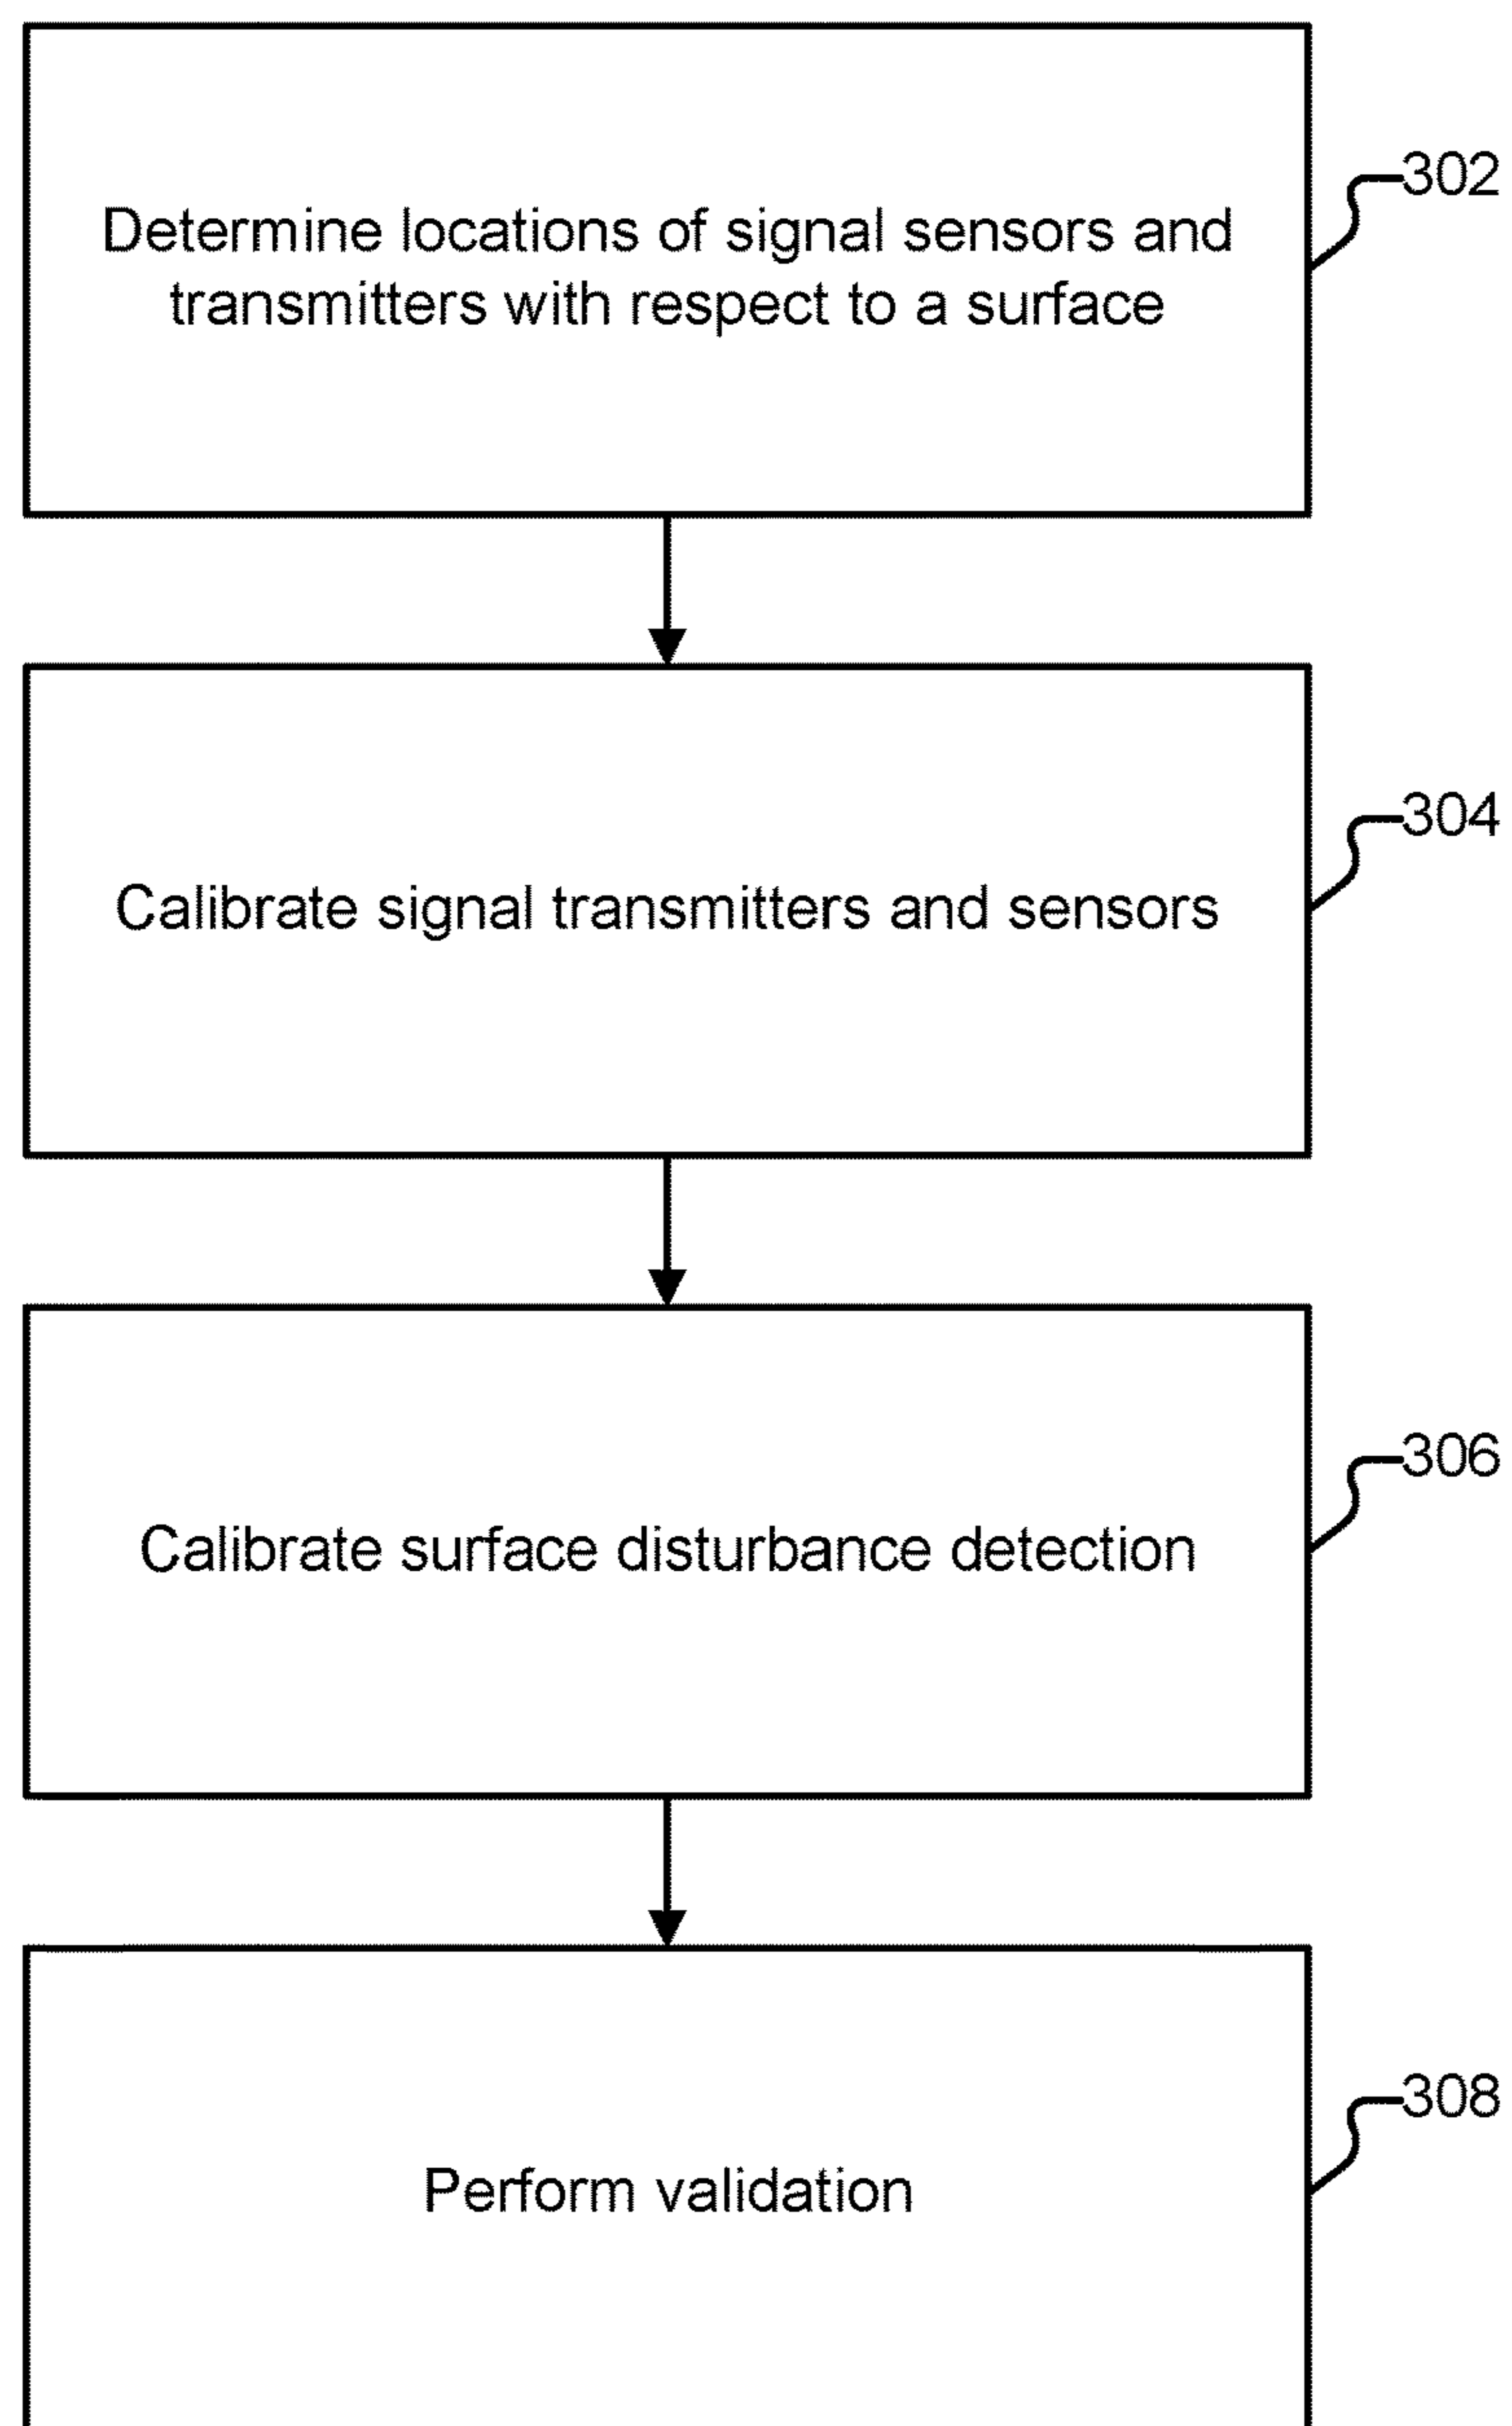 Determine locations of signal sensors and
transmitters with respect to a surface
302
Calibrate signal transmitters and sensors
304
Calibrate surface disturbance detection
306
Perform validation
308